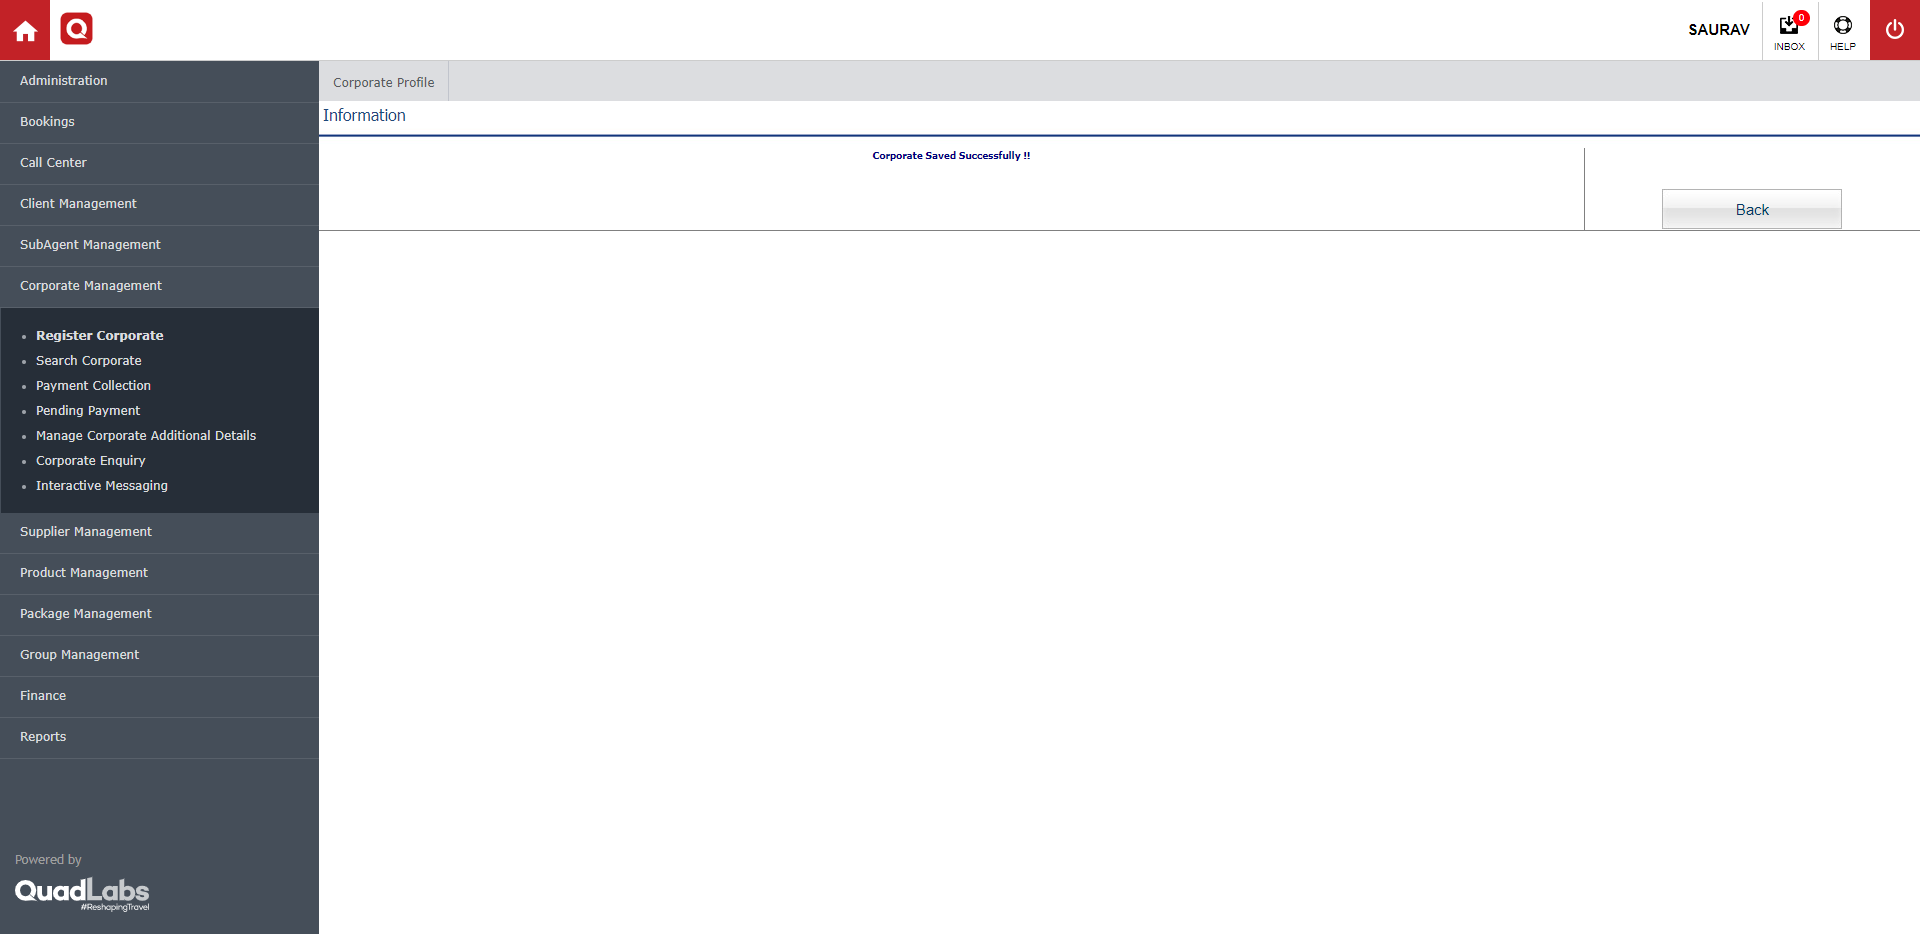 SAURAV
0
INBOX
HELP
Administration
Bookings
Call Center
Client Management
SubAgent Management
Corporate Management
Register Corporate
Search Corporate
Payment Collection
Pending Payment
Manage Corporate Additional Details
Corporate Enquiry
Interactive Messaging
Supplier Management
Product Management
Package Management
Group Management
Finance
Reports
Powered by
QuadLabs
#ReshapingTravel
Corporate Profile
Information
Corporate Saved Successfully !!
Back